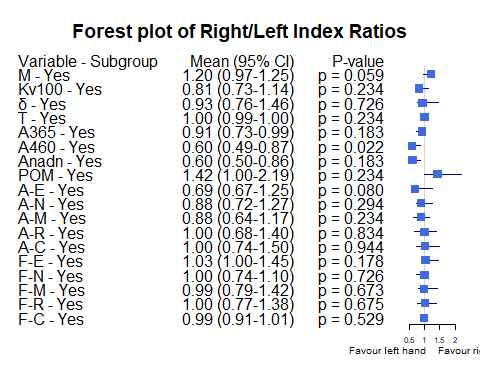 Forest plot of Right/Left Index Ratios
Variable - Subgroup Mean (95% CI) P-value
M - Yes 1.20 (0.97-1.25) p = 0.059
Kv100 - Yes 0.81 (0.73-1.14) p = 0.234
δ - Yes 0.93 (0.76-1.46) p = 0.726
T - Yes 1.00 (0.99-1.00) p = 0.234
A365 - Yes 0.91 (0.73-0.99) p = 0.183
A460 - Yes 0.60 (0.49-0.87) p = 0.022
Anadn - Yes 0.60 (0.50-0.86) p = 0.183
POM - Yes 1.42 (1.00-2.19) p = 0.234
A-E - Yes 0.69 (0.67-1.25) p = 0.080
A-N - Yes 0.88 (0.72-1.27) p = 0.294
A-M - Yes 0.88 (0.64-1.17) p = 0.234
A-R - Yes 1.00 (0.68-1.40) p = 0.834
A-C - Yes 1.00 (0.74-1.50) p = 0.944
F-E - Yes 1.03 (1.00-1.45) p = 0.178
F-N - Yes 1.00 (0.74-1.10) p = 0.726
F-M - Yes 0.99 (0.79-1.42) p = 0.673
F-R - Yes 1.00 (0.77-1.38) p = 0.675
F-C - Yes 0.99 (0.91-1.01) p = 0.529
0.5 1 1.5 2
Favour left hand Favour ri